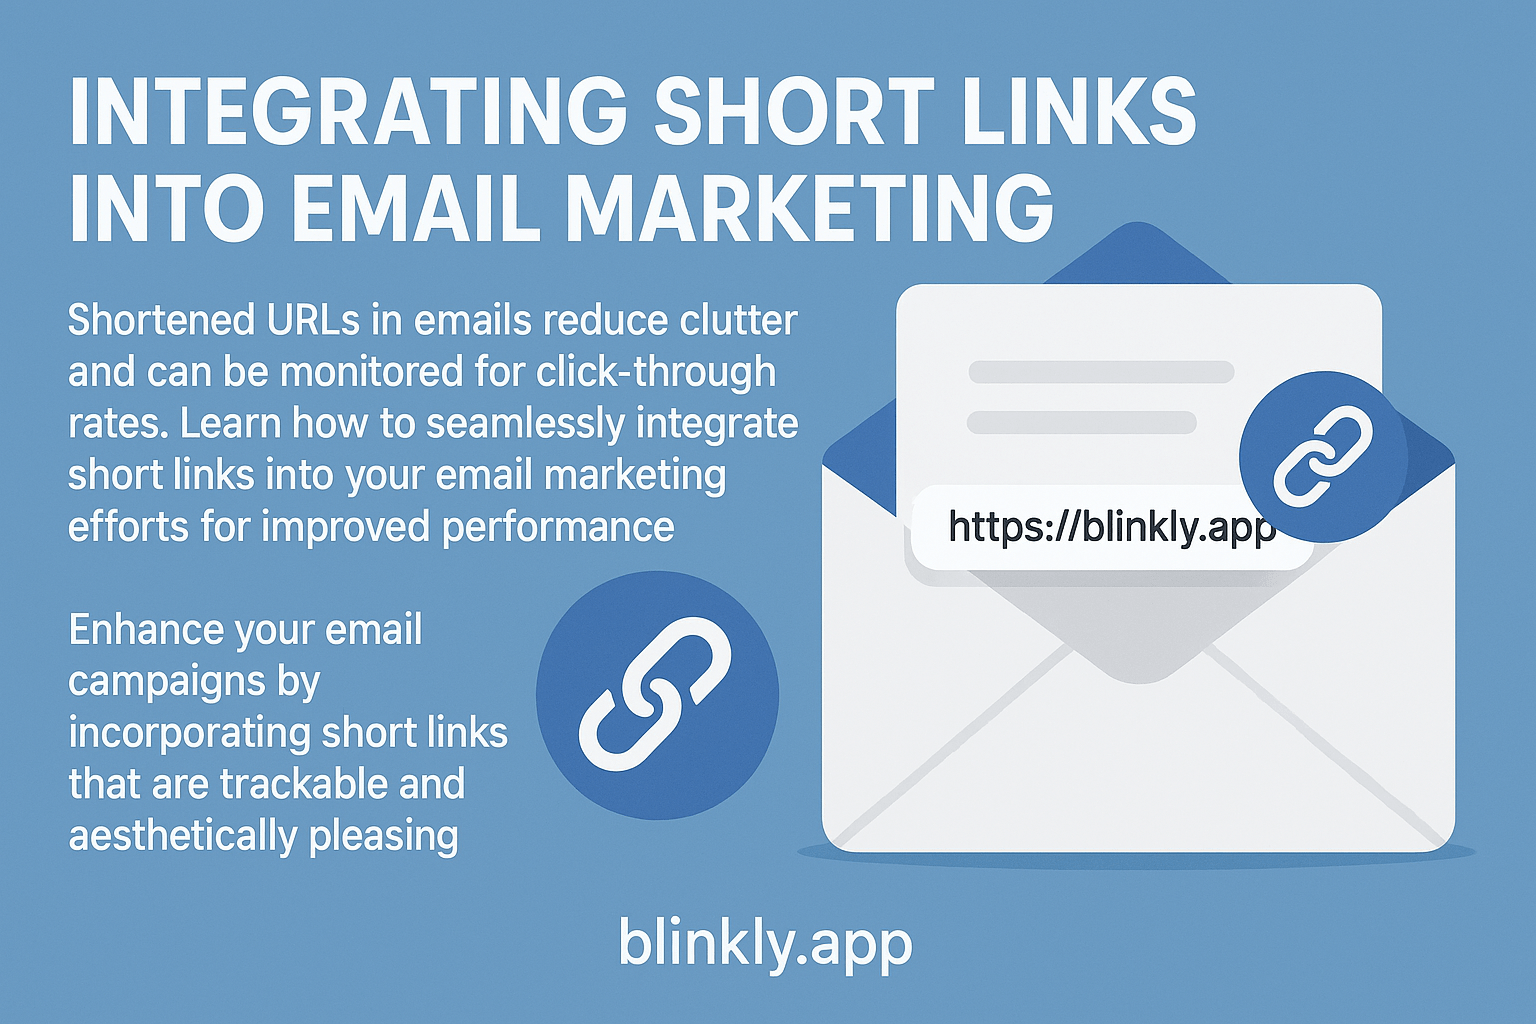 INTEGRATING SHORT LINKS
INTO EMAIL MARKETING
Shortened URLs in emails reduce clutter
and can be monitored for click-through
rates. Learn how to seamlessly integrate
short links into your email marketing
efforts for improved performance
https://blinkly.app
Enhance your email
campaigns by
incorporating short links
that are trackable and
aesthetically pleasing
blinkly.app